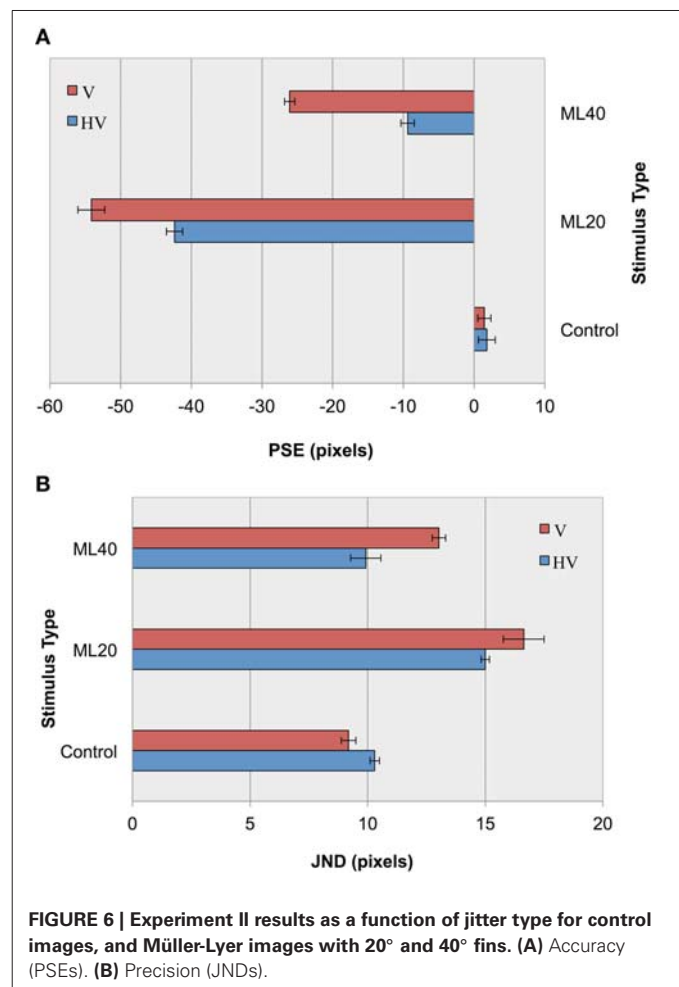 A
V
HV
ML40
ML20
Control
Stimulus Type
-60 -50 -40 -30 -20 -10 0 10
PSE (pixels)
B
V
HV
ML40
ML20
Control
Stimulus Type
0 5 10 15 20
JND (pixels)
FIGURE 6 | Experiment II results as a function of jitter type for control
images, and Müller-Lyer images with 20° and 40° fins. (A) Accuracy
(PSEs). (B) Precision (JNDs).